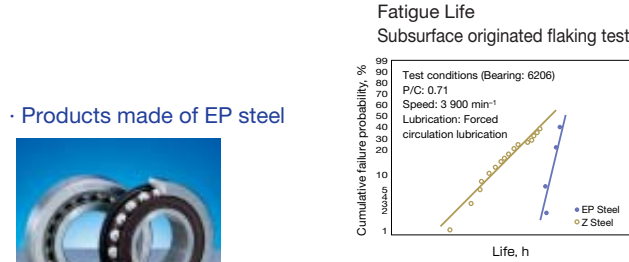 Fatigue Life
Subsurface originated flaking test
· Products made of EP steel
Cumulative failure probability, %
99
90
80
70
60
50
40
30
20
10
5
4
3
2
1
Test conditions (Bearing: 6206)
P/C: 0.71
Speed: 3 900 min⁻¹
Lubrication: Forced
circulation lubrication
EP Steel
Z Steel
Life, h